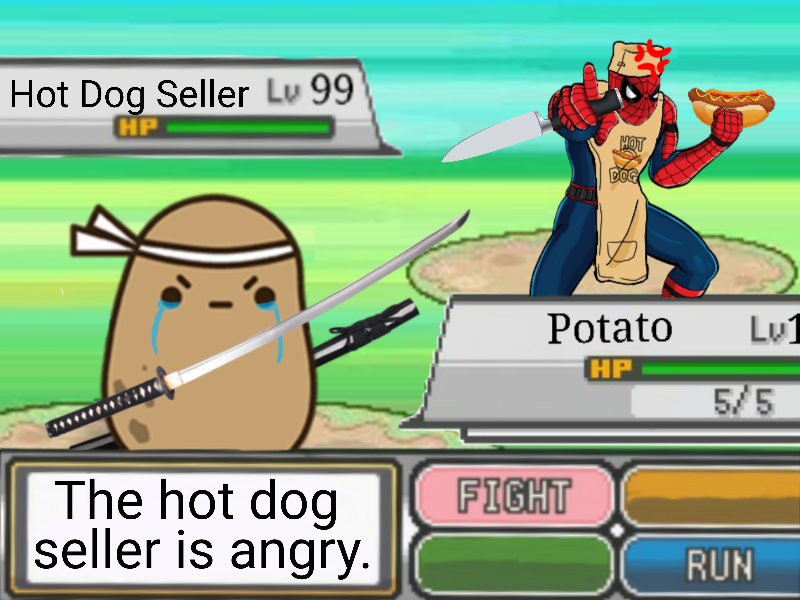 Hot Dog Seller Lv 99
HP
HOT
DOG
Potato Lv1
HP
5/5
The hot dog
seller is angry.
FIGHT
RUN